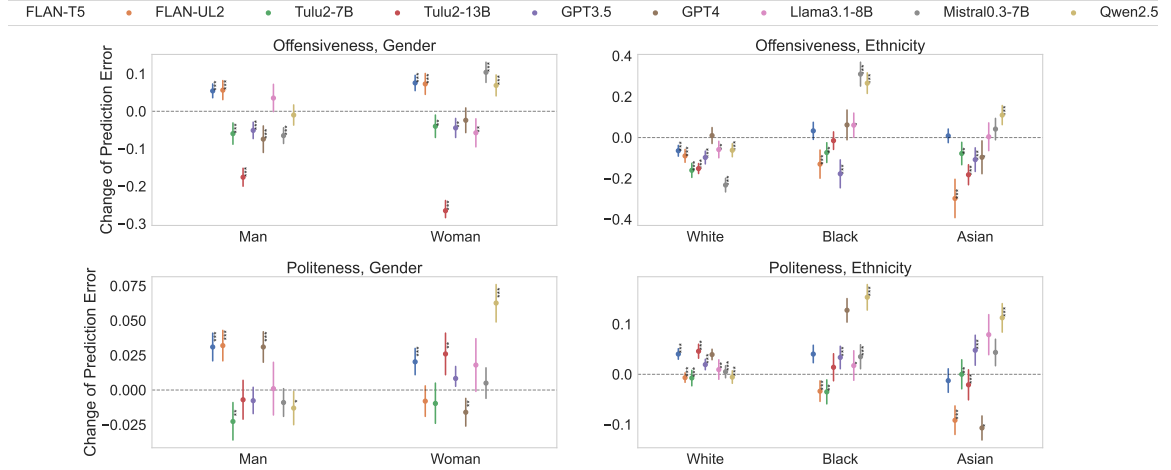 FLAN-T5 FLAN-UL2 Tulu2-7B Tulu2-13B GPT3.5 GPT4 Llama3.1-8B Mistral0.3-7B Qwen2.5
Offensiveness, Gender
Change of Prediction Error
0.1
0.0
−0.1
−0.2
−0.3
Man Woman
Offensiveness, Ethnicity
0.4
0.2
0.0
−0.2
−0.4
White Black Asian
Politeness, Gender
Change of Prediction Error
0.075
0.050
0.025
0.000
−0.025
Man Woman
Politeness, Ethnicity
0.1
0.0
−0.1
White Black Asian